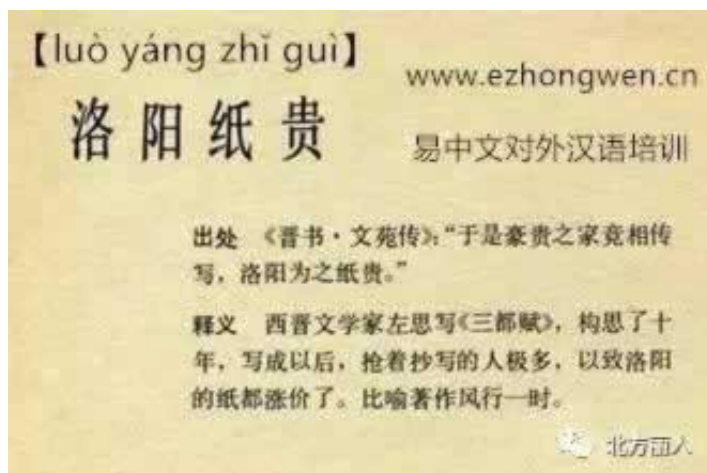 【luò yáng zhǐ guì】
www.ezhongwen.cn
洛阳纸贵
易中文对外汉语培训
出处 《晋书·文苑传》:“于是豪贵之家竞相传
写，洛阳为之纸贵。”
释义 西晋文学家左思写《三都赋》，构思了十
年，写成以后，抢着抄写的人极多，以致洛阳
的纸都涨价了。比喻著作风行一时。
北方丽人